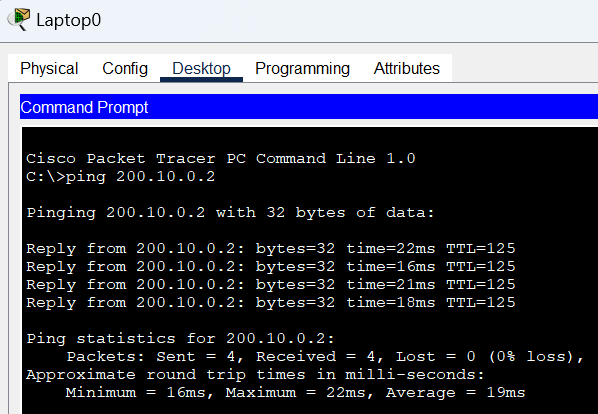 Laptop0
Physical Config Desktop Programming Attributes
Command Prompt
Cisco Packet Tracer PC Command Line 1.0
C:\>ping 200.10.0.2
Pinging 200.10.0.2 with 32 bytes of data:
Reply from 200.10.0.2: bytes=32 time=22ms TTL=125
Reply from 200.10.0.2: bytes=32 time=16ms TTL=125
Reply from 200.10.0.2: bytes=32 time=21ms TTL=125
Reply from 200.10.0.2: bytes=32 time=18ms TTL=125
Ping statistics for 200.10.0.2:
Packets: Sent = 4, Received = 4, Lost = 0 (0% loss),
Approximate round trip times in milli-seconds:
Minimum = 16ms, Maximum = 22ms, Average = 19ms